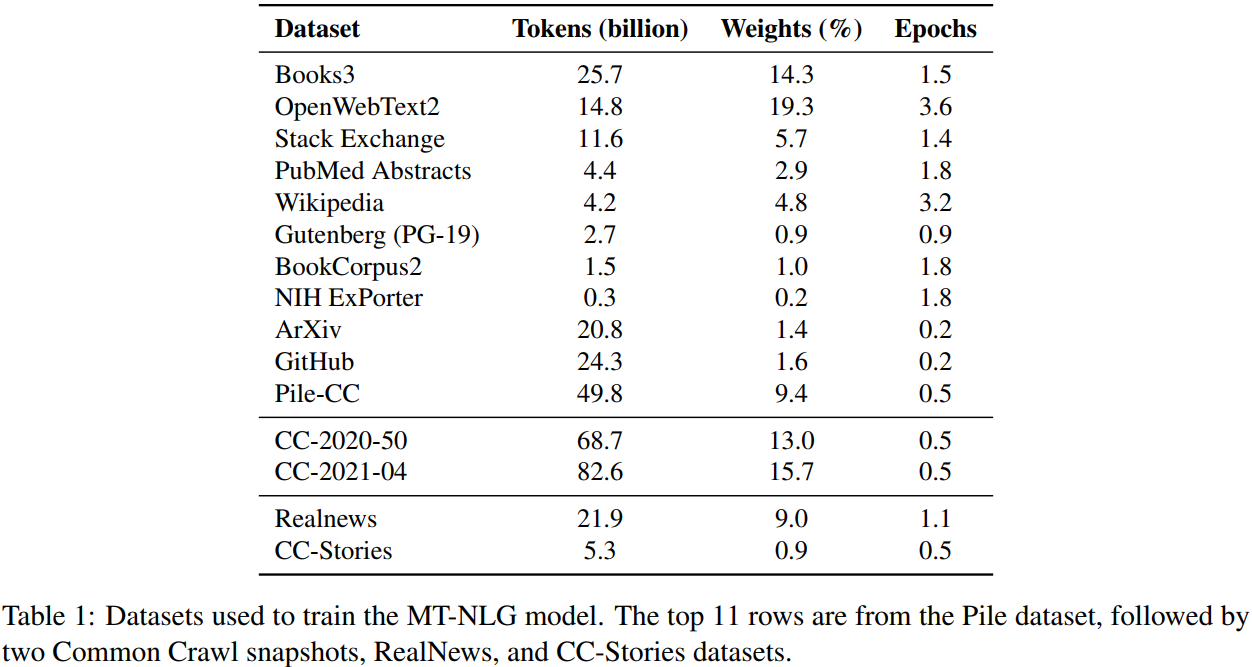 Dataset Tokens (billion) Weights (%) Epochs
Books3 25.7 14.3 1.5
OpenWebText2 14.8 19.3 3.6
Stack Exchange 11.6 5.7 1.4
PubMed Abstracts 4.4 2.9 1.8
Wikipedia 4.2 4.8 3.2
Gutenberg (PG-19) 2.7 0.9 0.9
BookCorpus2 1.5 1.0 1.8
NIH ExPorter 0.3 0.2 1.8
ArXiv 20.8 1.4 0.2
GitHub 24.3 1.6 0.2
Pile-CC 49.8 9.4 0.5
CC-2020-50 68.7 13.0 0.5
CC-2021-04 82.6 15.7 0.5
Realnews 21.9 9.0 1.1
CC-Stories 5.3 0.9 0.5
Table 1: Datasets used to train the MT-NLG model. The top 11 rows are from the Pile dataset, followed by
two Common Crawl snapshots, RealNews, and CC-Stories datasets.